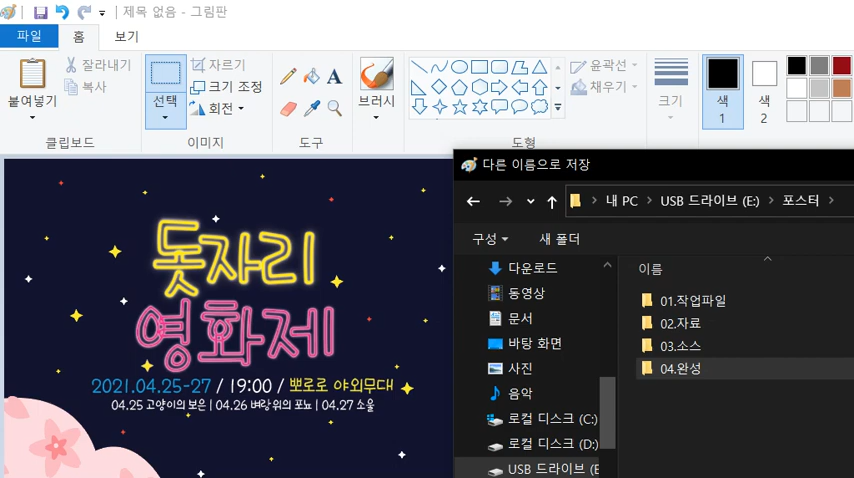 제목 없음 - 그림판
파일 홈 보기
붙여넣기
잘라내기
복사
클립보드
선택
자르기
크기 조정
회전
이미지
A
도구
브러시
윤곽선
채우기
도형
크기
색
1
색
2
돗자리
영화제
2021.04.25-27 / 19:00 / 뽀로로 야외무대
04.25 고양이의 보은 | 04.26 벼랑위의 포뇨 | 04.27 소울
다른 이름으로 저장
내 PC > USB 드라이브 (E:) > 포스터 >
구성 새 폴더
다운로드
동영상
문서
바탕 화면
사진
음악
로컬 디스크 (C:)
로컬 디스크 (D:)
USB 드라이브 (E
이름
01.작업파일
02.자료
03.소스
04.완성